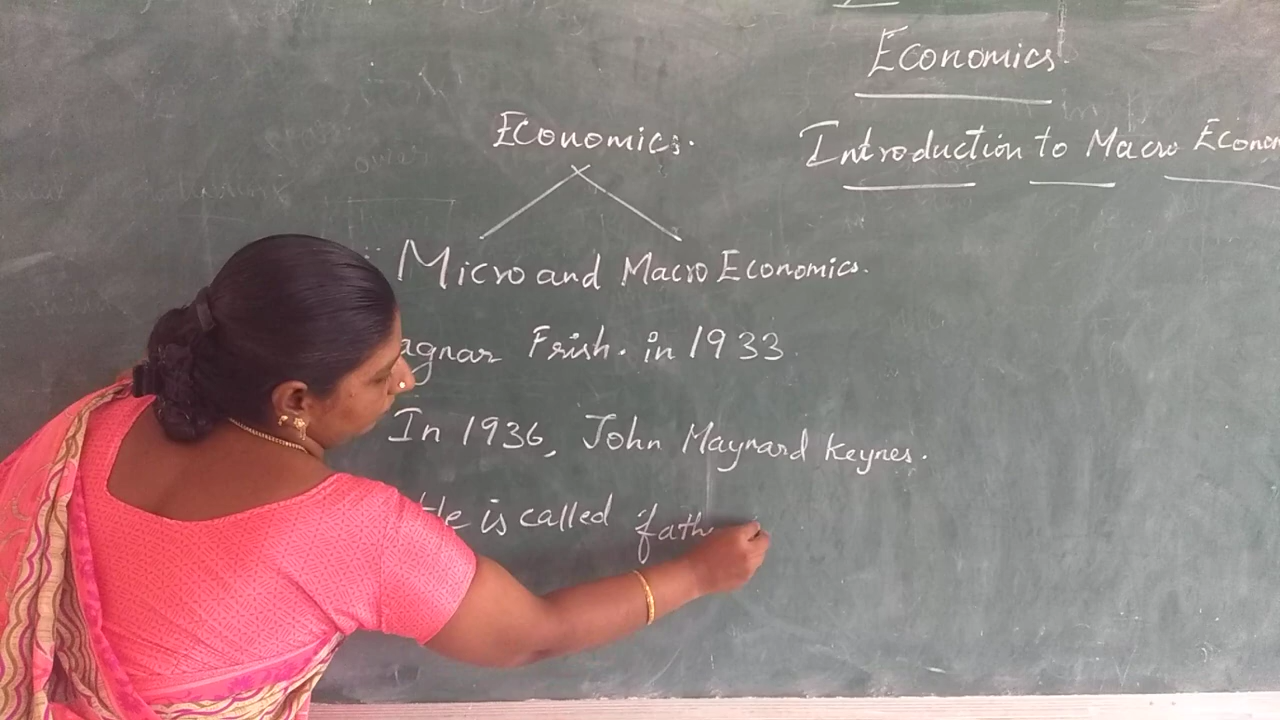 Economics
Introduction to Macro Econom
Economics.
Micro and Macro Economics.
agnar Frish. in 1933
In 1936, John Maynard Keynes.
He is called fath